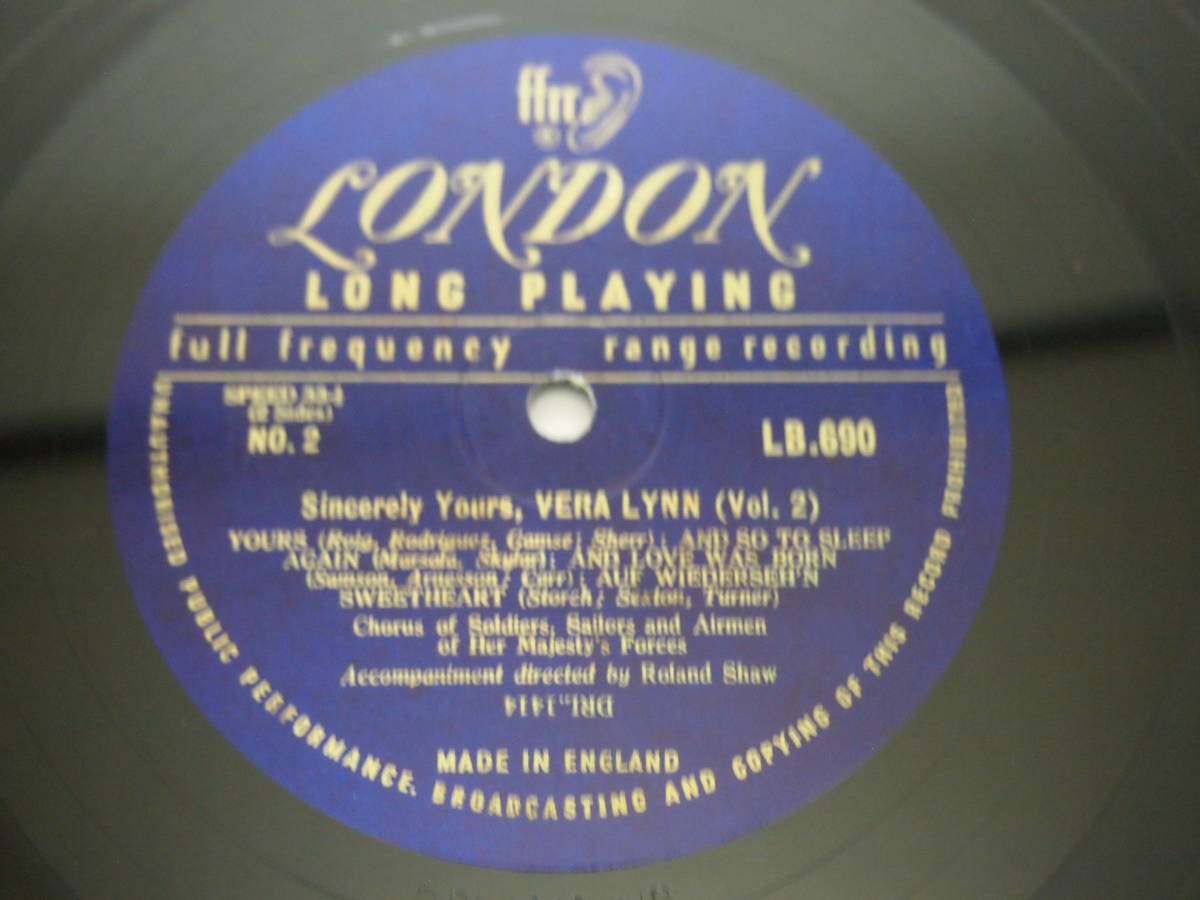 ffrr
LONDON
LONG PLAYING
full frequency range recording
SPEED 33⅓
(2 Sides)
NO. 2
LB.690
Sincerely Yours, VERA LYNN (Vol. 2)
YOURS (Roig, Rodriguez, Gamse; Sherr); AND SO TO SLEEP
AGAIN (Marsala, Skylar); AND LOVE WAS BORN
(Samson, Arnesson; Carr); AUF WIEDERSEH'N
SWEETHEART (Storch; Sexton, Turner)
Chorus of Soldiers, Sailors and Airmen
of Her Majesty's Forces
Accompaniment directed by Roland Shaw
DRL.1414
MADE IN ENGLAND
UNAUTHORISED PUBLIC PERFORMANCE, BROADCASTING AND COPYING OF THIS RECORD PROHIBITED